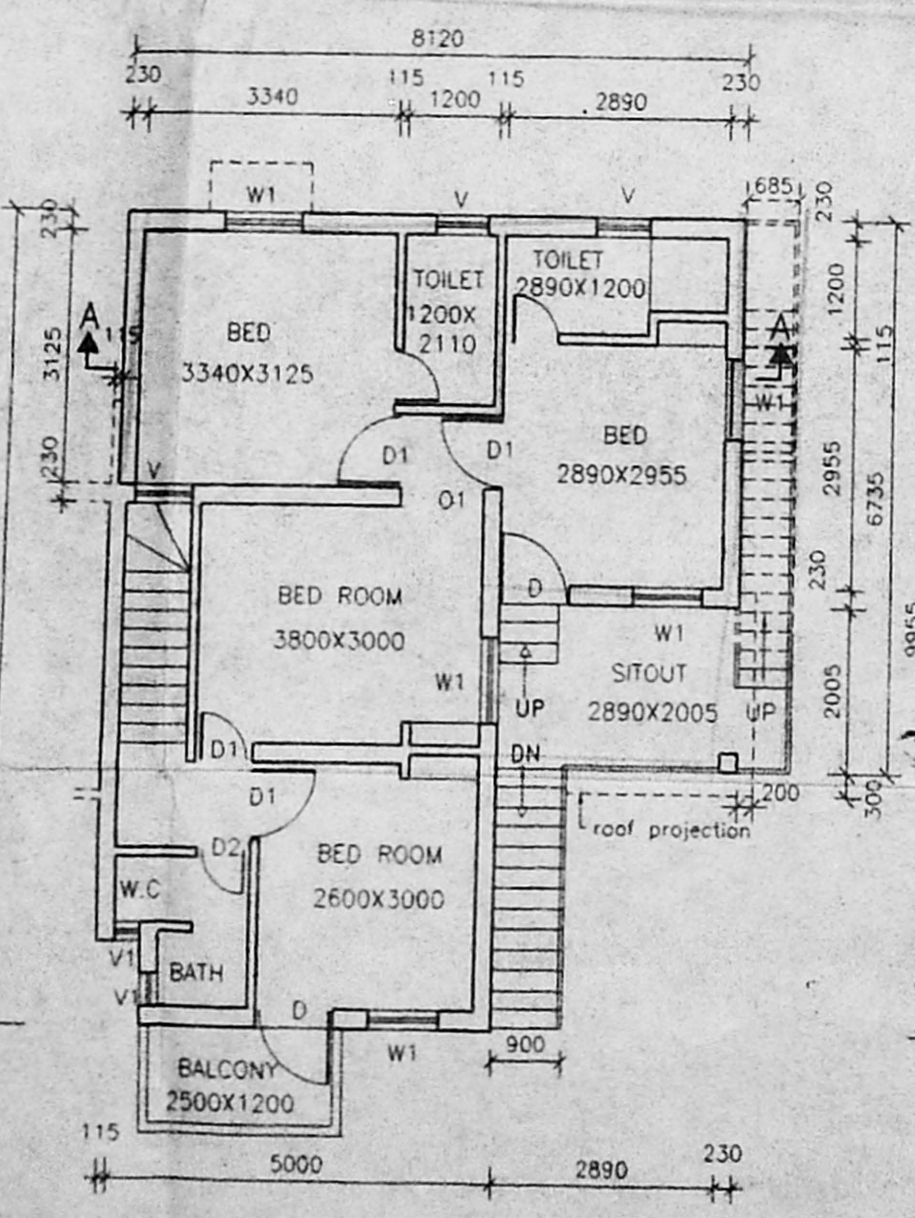 8120
230
115
115
230
3340
1200
.2890
685
230
W1
V
V
230
TOILET
1200X
2110
TOILET
2890X1200
1200
A
115
3125
BED
3340X3125
A
115
W1
230
V
D1
D1
BED
2890X2955
2955
6735
O1
D
230
BED ROOM
3800X3000
W1
W1
SITOUT
2890X2005
UP
UP
2005
9955
DN
D1
D1
200
300
roof projection
D2
BED ROOM
2600X3000
W.C
V1
BATH
V1
D
W1
900
BALCONY
2500X1200
115
5000
2890
230